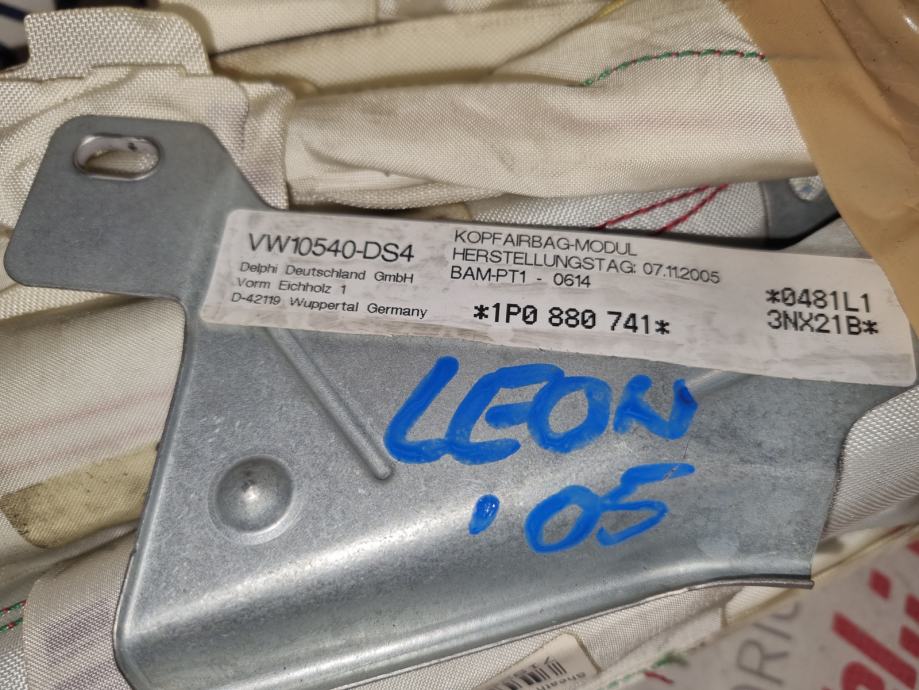 VW10540-DS4
Delphi Deutschland GmbH
Vorm Eichholz 1
D-42119 Wuppertal Germany
KOPFAIRBAG-MODUL
HERSTELLUNGSTAG: 07.11.2005
BAM-PT1 - 0614
*1P0 880 741*
*0481L1
3NX21B*
LEON
'05